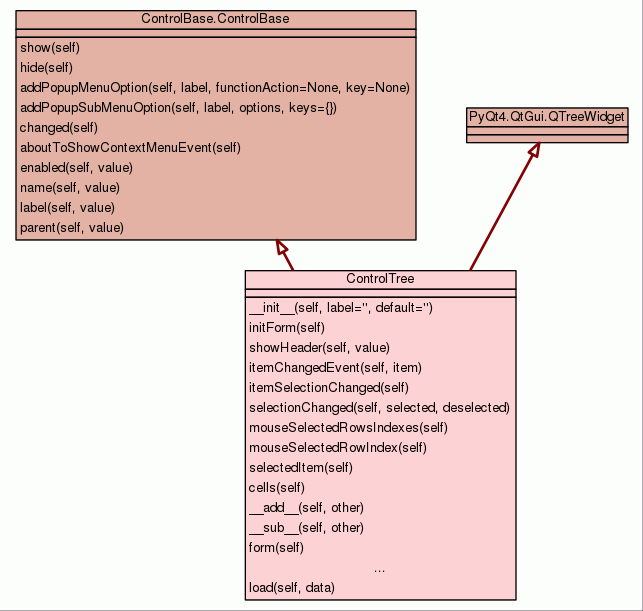 ControlBase.ControlBase
show(self)
hide(self)
addPopupMenuOption(self, label, functionAction=None, key=None)
addPopupSubMenuOption(self, label, options, keys={})
changed(self)
aboutToShowContextMenuEvent(self)
enabled(self, value)
name(self, value)
label(self, value)
parent(self, value)
PyQt4.QtGui.QTreeWidget
ControlTree
__init__(self, label='', default='')
initForm(self)
showHeader(self, value)
itemChangedEvent(self, item)
itemSelectionChanged(self)
selectionChanged(self, selected, deselected)
mouseSelectedRowsIndexes(self)
mouseSelectedRowIndex(self)
selectedItem(self)
cells(self)
__add__(self, other)
__sub__(self, other)
form(self)
...
load(self, data)